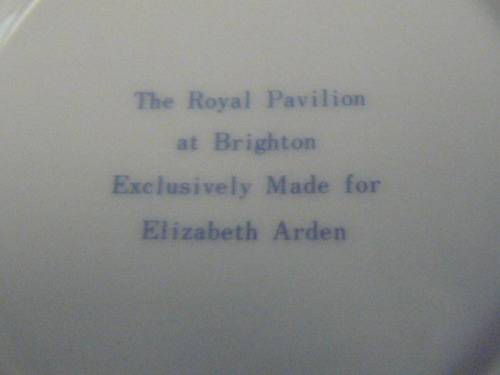 The Royal Pavilion
at Brighton
Exclusively Made for
Elizabeth Arden